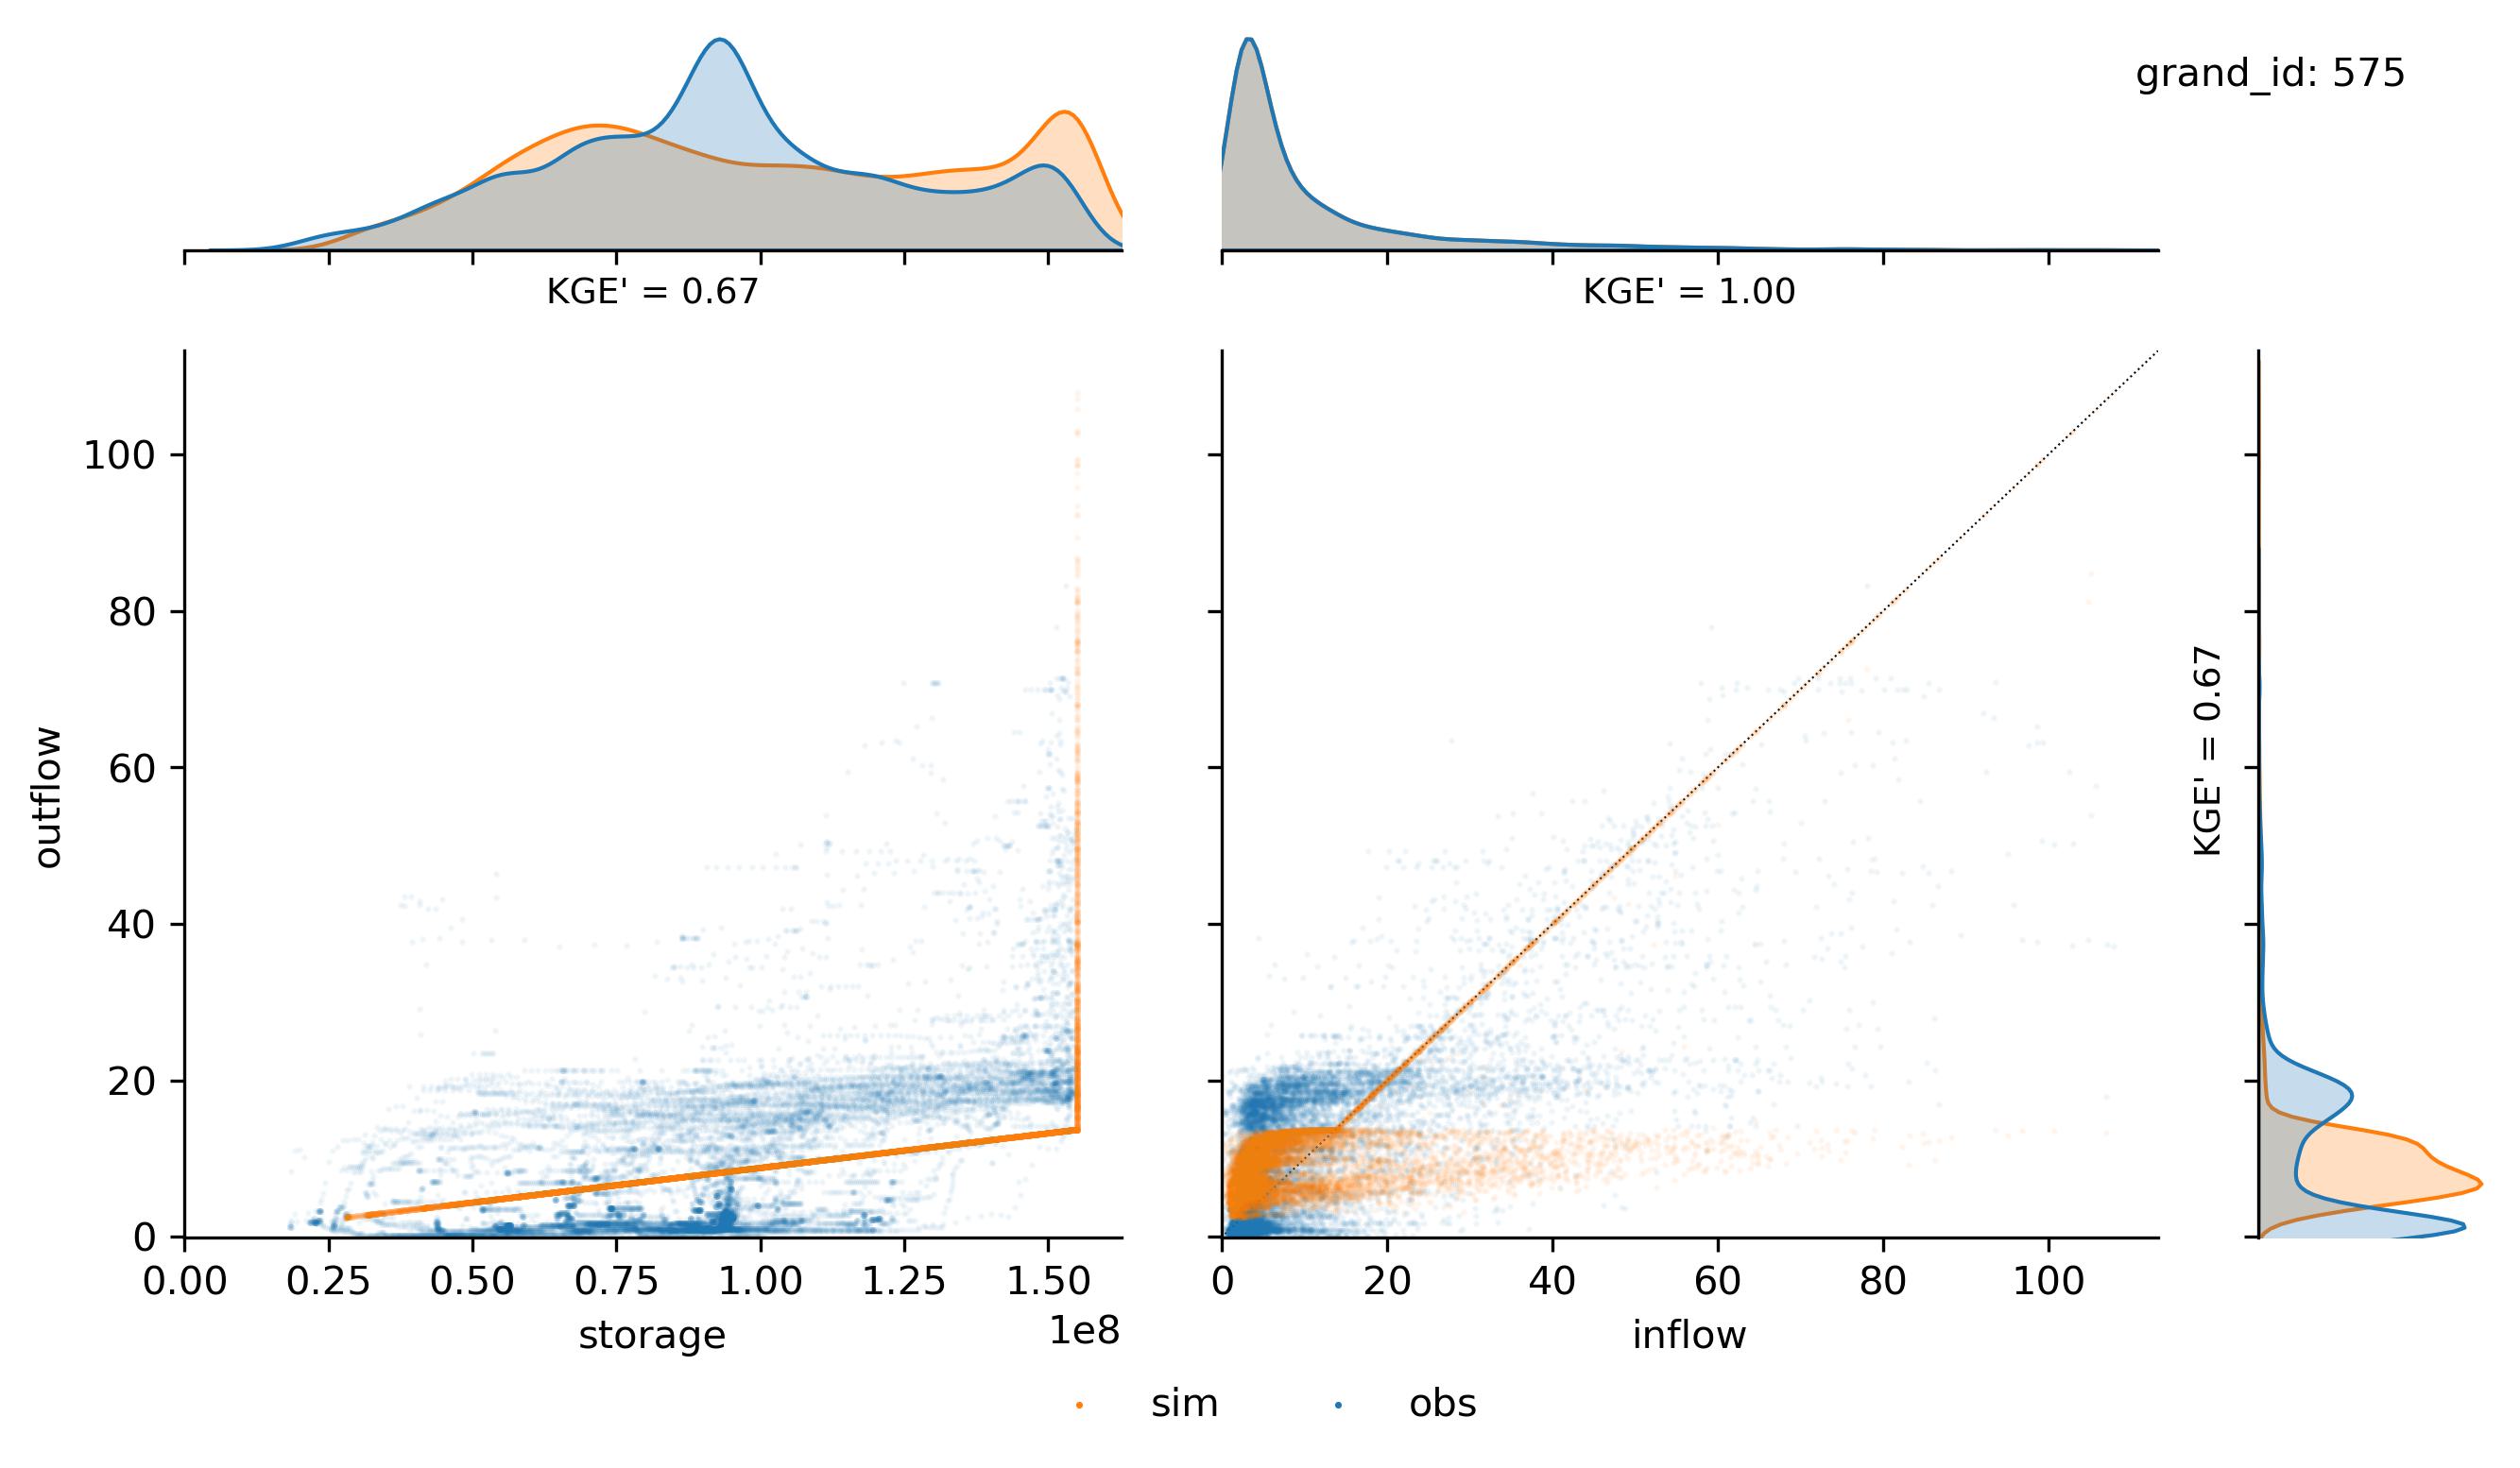 grand_id: 575
KGE' = 0.67
KGE' = 1.00
outflow
100
80
60
40
20
0
0.00 0.25 0.50 0.75 1.00 1.25 1.50
1e8
storage
0 20 40 60 80 100
inflow
KGE' = 0.67
sim obs